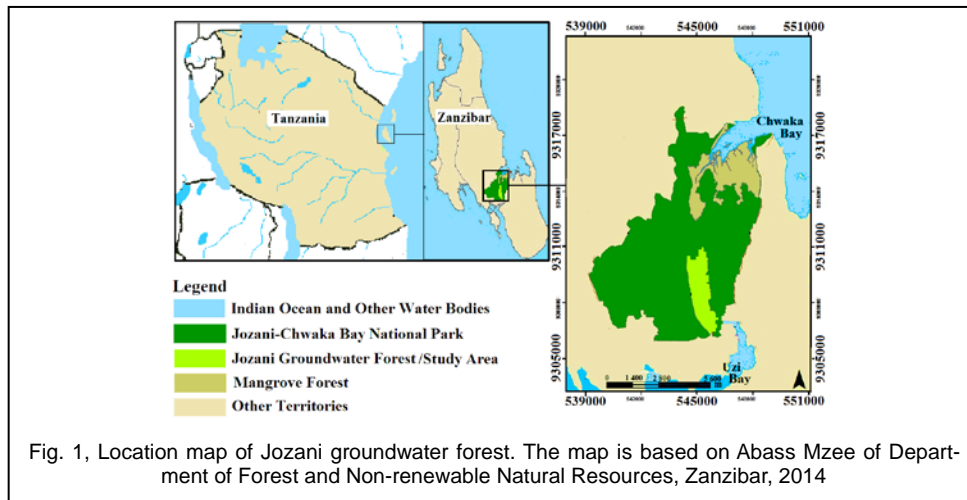 539000 545000 551000
Tanzania
Zanzibar
Chwaka
Bay
9317000
9317000
9311000
9311000
Legend
Indian Ocean and Other Water Bodies
Jozani-Chwaka Bay National Park
Jozani Groundwater Forest /Study Area
Mangrove Forest
Other Territories
Uzi
Bay
9305000
9305000
0
539000 545000 551000
Fig. 1, Location map of Jozani groundwater forest. The map is based on Abass Mzee of Depart-
ment of Forest and Non-renewable Natural Resources, Zanzibar, 2014